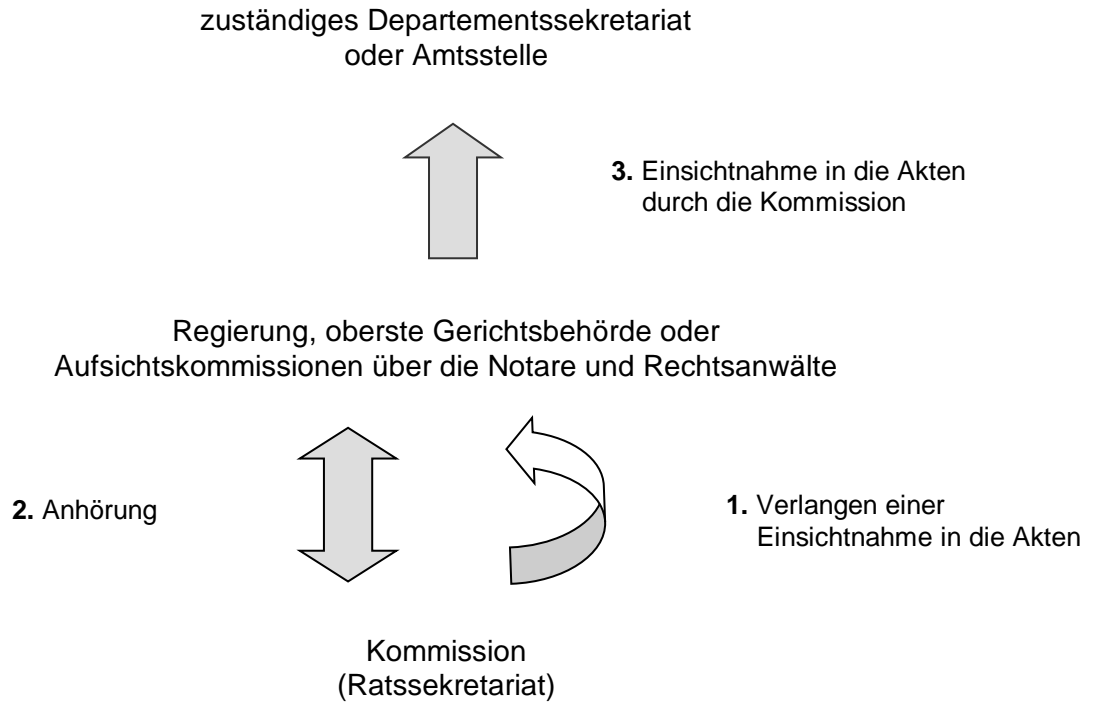 zuständiges Departementssekretariat
oder Amtsstelle
3. Einsichtnahme in die Akten
durch die Kommission
Regierung, oberste Gerichtsbehörde oder
Aufsichtskommissionen über die Notare und Rechtsanwälte
2. Anhörung
1. Verlangen einer
Einsichtnahme in die Akten
Kommission
(Ratssekretariat)